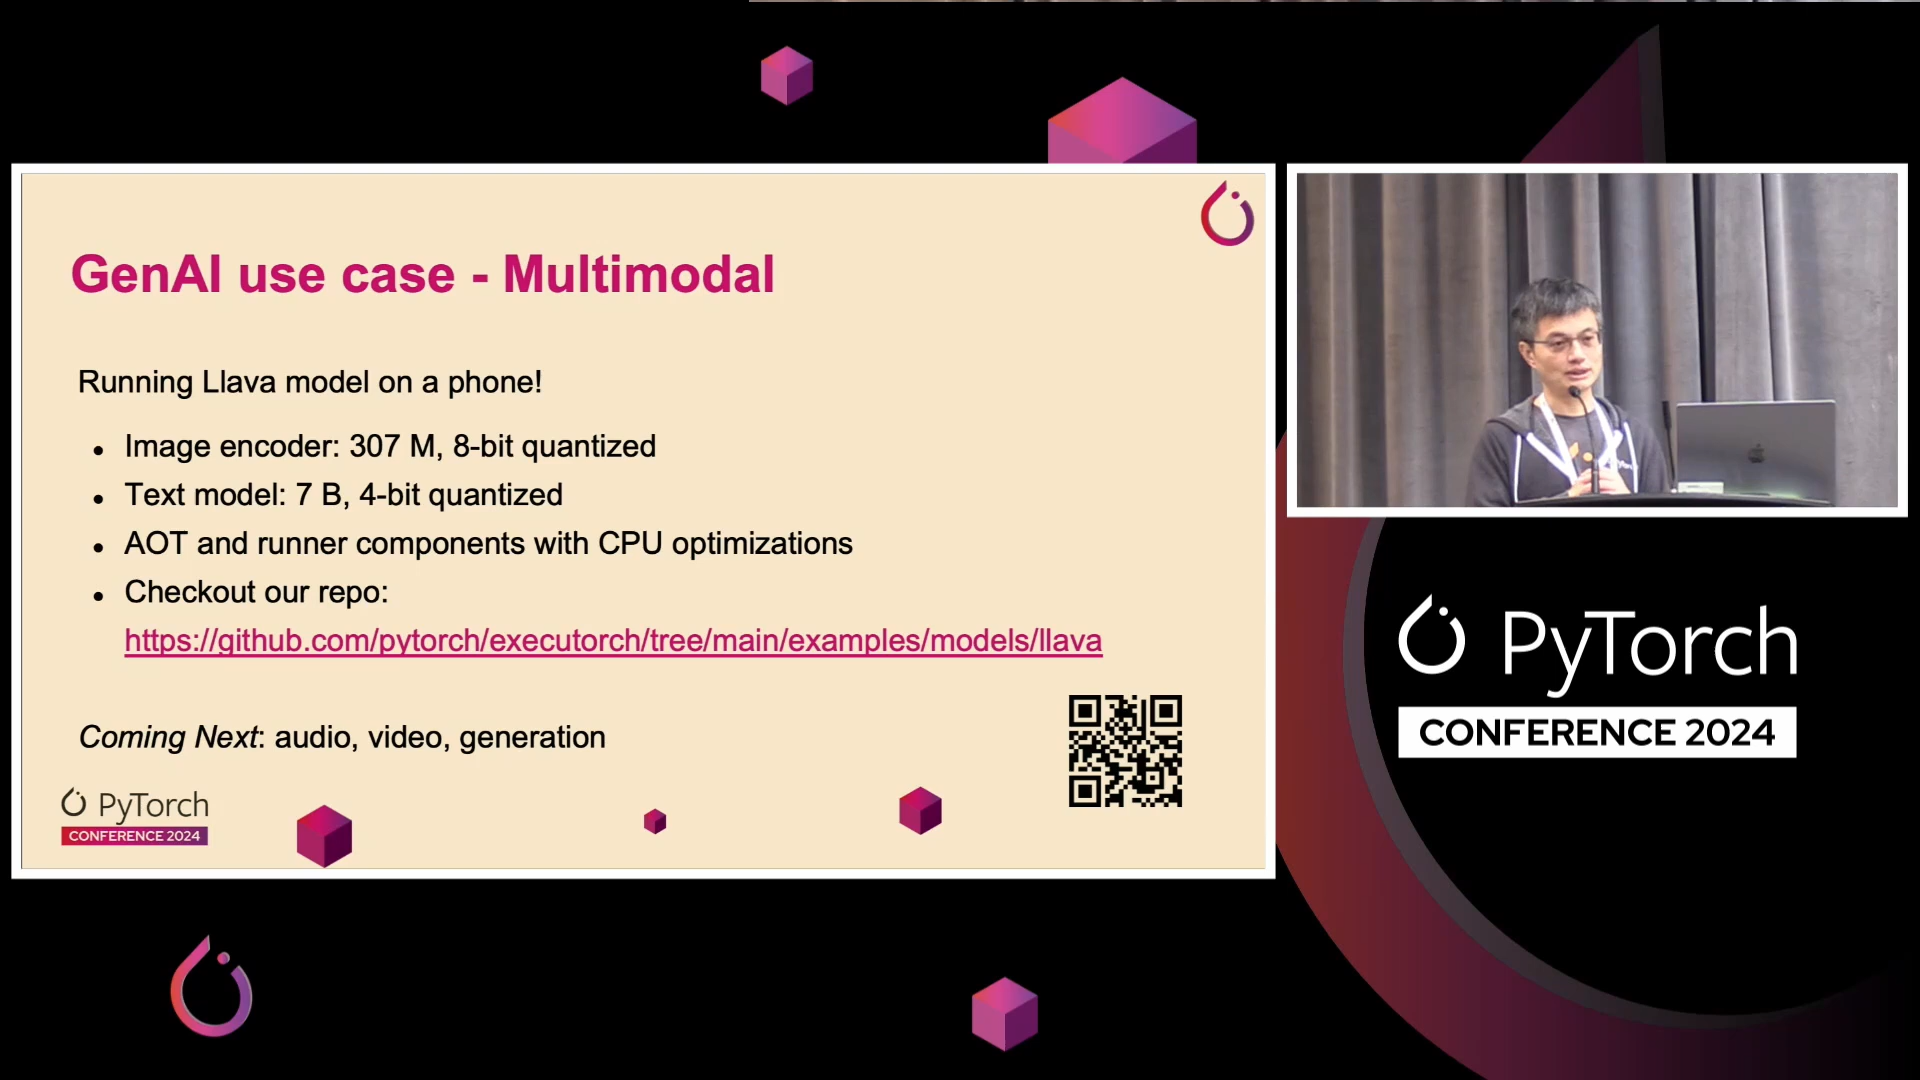 GenAI use case - Multimodal
Running Llava model on a phone!
Image encoder: 307 M, 8-bit quantized
Text model: 7 B, 4-bit quantized
AOT and runner components with CPU optimizations
Checkout our repo:
https://github.com/pytorch/executorch/tree/main/examples/models/llava
Coming Next: audio, video, generation
PyTorch
CONFERENCE 2024
PyTorch
CONFERENCE 2024